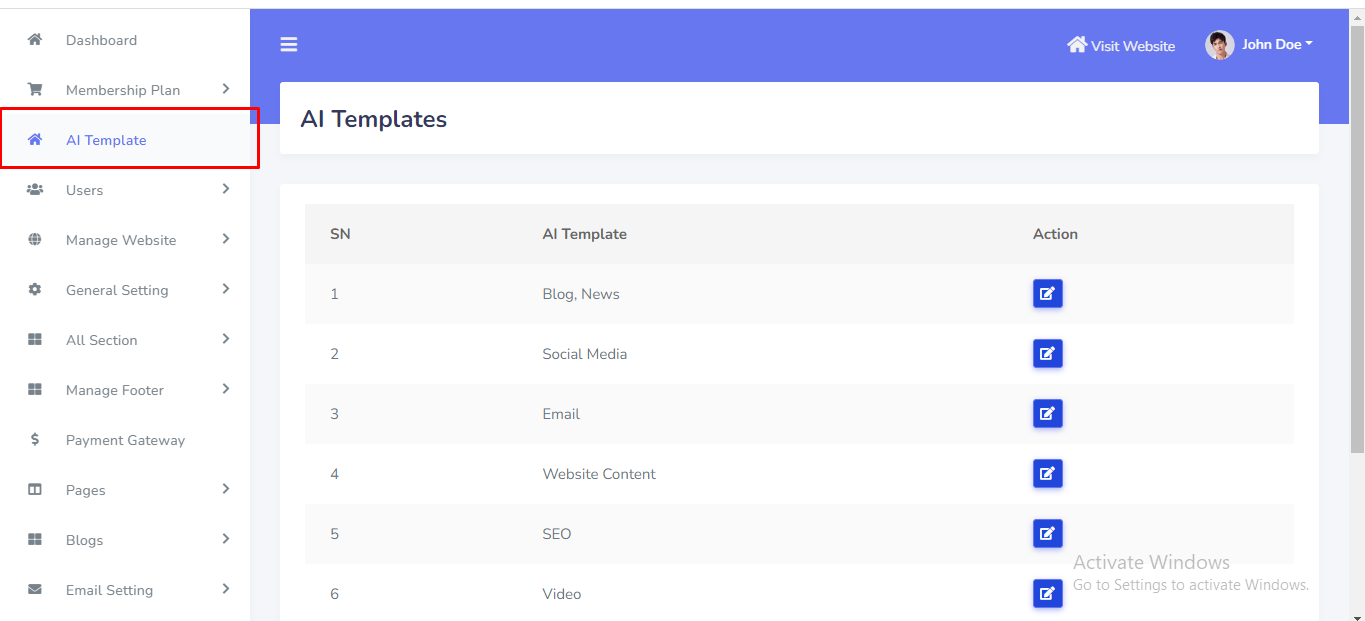 Dashboard
Membership Plan
AI Template
Users
Manage Website
General Setting
All Section
Manage Footer
Payment Gateway
Pages
Blogs
Email Setting
Visit Website
John Doe
AI Templates
SN AI Template Action
1 Blog, News
2 Social Media
3 Email
4 Website Content
5 SEO
6 Video
Activate Windows
Go to Settings to activate Windows.